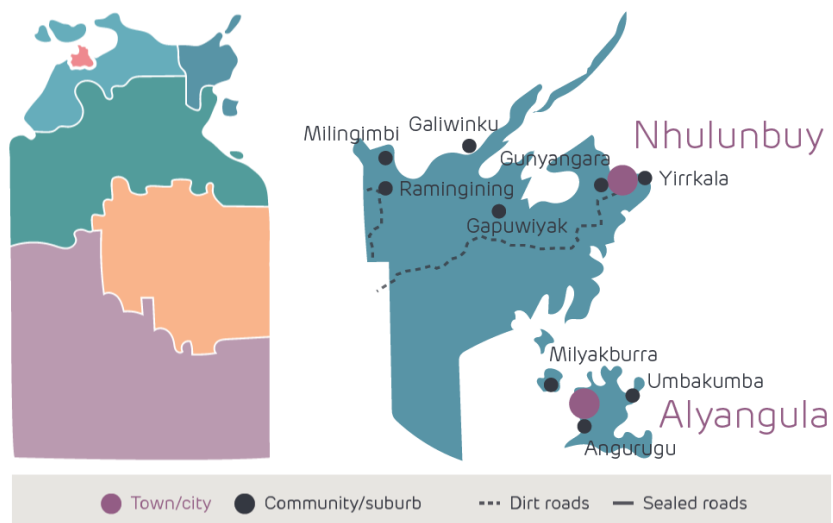 Milingimbi
Galiwinku
Nhulunbuy
Gunyangara
Yirrkala
Ramingining
Gapuwiyak
Milyakburra
Umbakumba
Alyangula
Angurugu
Town/city
Community/suburb
Dirt roads
Sealed roads